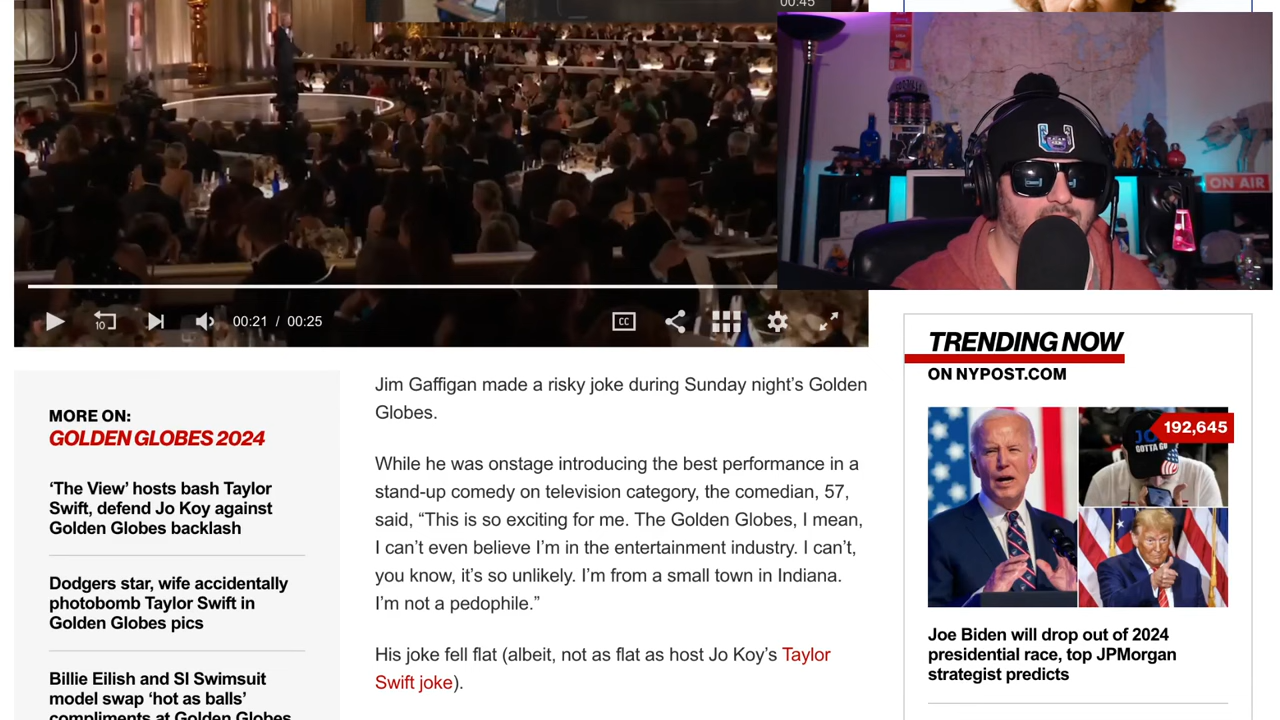 00:45
ON AIR
00:21 / 00:25
CC
10
MORE ON:
GOLDEN GLOBES 2024
‘The View’ hosts bash Taylor
Swift, defend Jo Koy against
Golden Globes backlash
Dodgers star, wife accidentally
photobomb Taylor Swift in
Golden Globes pics
Billie Eilish and SI Swimsuit
model swap ‘hot as balls’
compliments at Golden Globes
Jim Gaffigan made a risky joke during Sunday night’s Golden
Globes.
While he was onstage introducing the best performance in a
stand-up comedy on television category, the comedian, 57,
said, “This is so exciting for me. The Golden Globes, I mean,
I can’t even believe I’m in the entertainment industry. I can’t,
you know, it’s so unlikely. I’m from a small town in Indiana.
I’m not a pedophile.”
His joke fell flat (albeit, not as flat as host Jo Koy’s Taylor
Swift joke).
TRENDING NOW
ON NYPOST.COM
192,645
GOTTA GO
Joe Biden will drop out of 2024
presidential race, top JPMorgan
strategist predicts